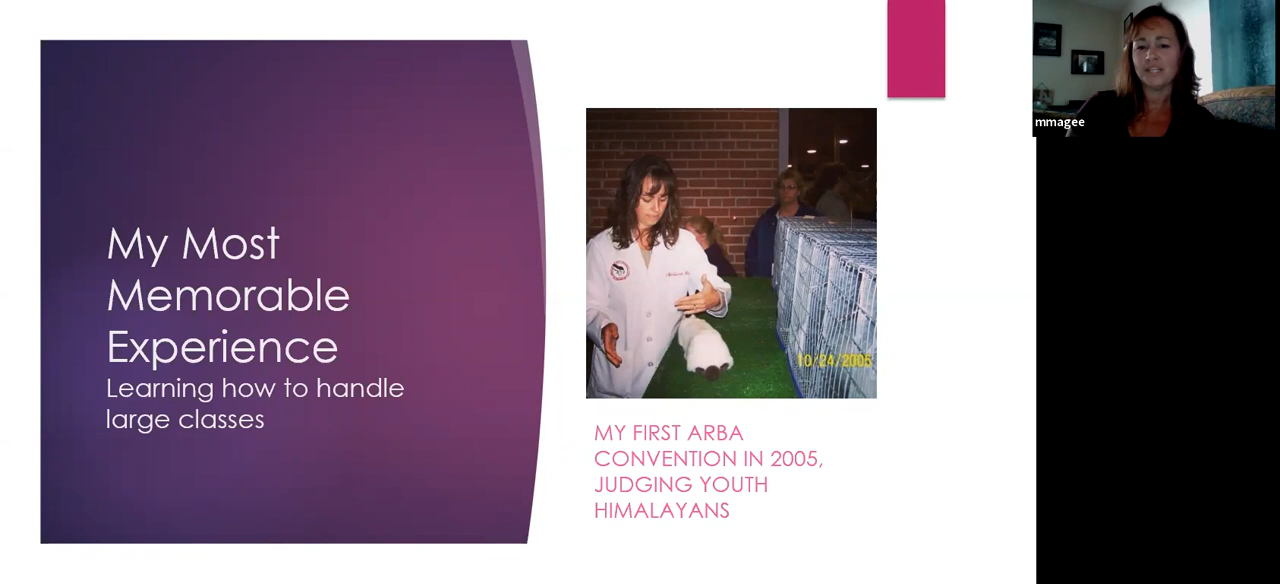 My Most
Memorable
Experience
Learning how to handle
large classes
10/24/2005
MY FIRST ARBA
CONVENTION IN 2005,
JUDGING YOUTH
HIMALAYANS
mmagee